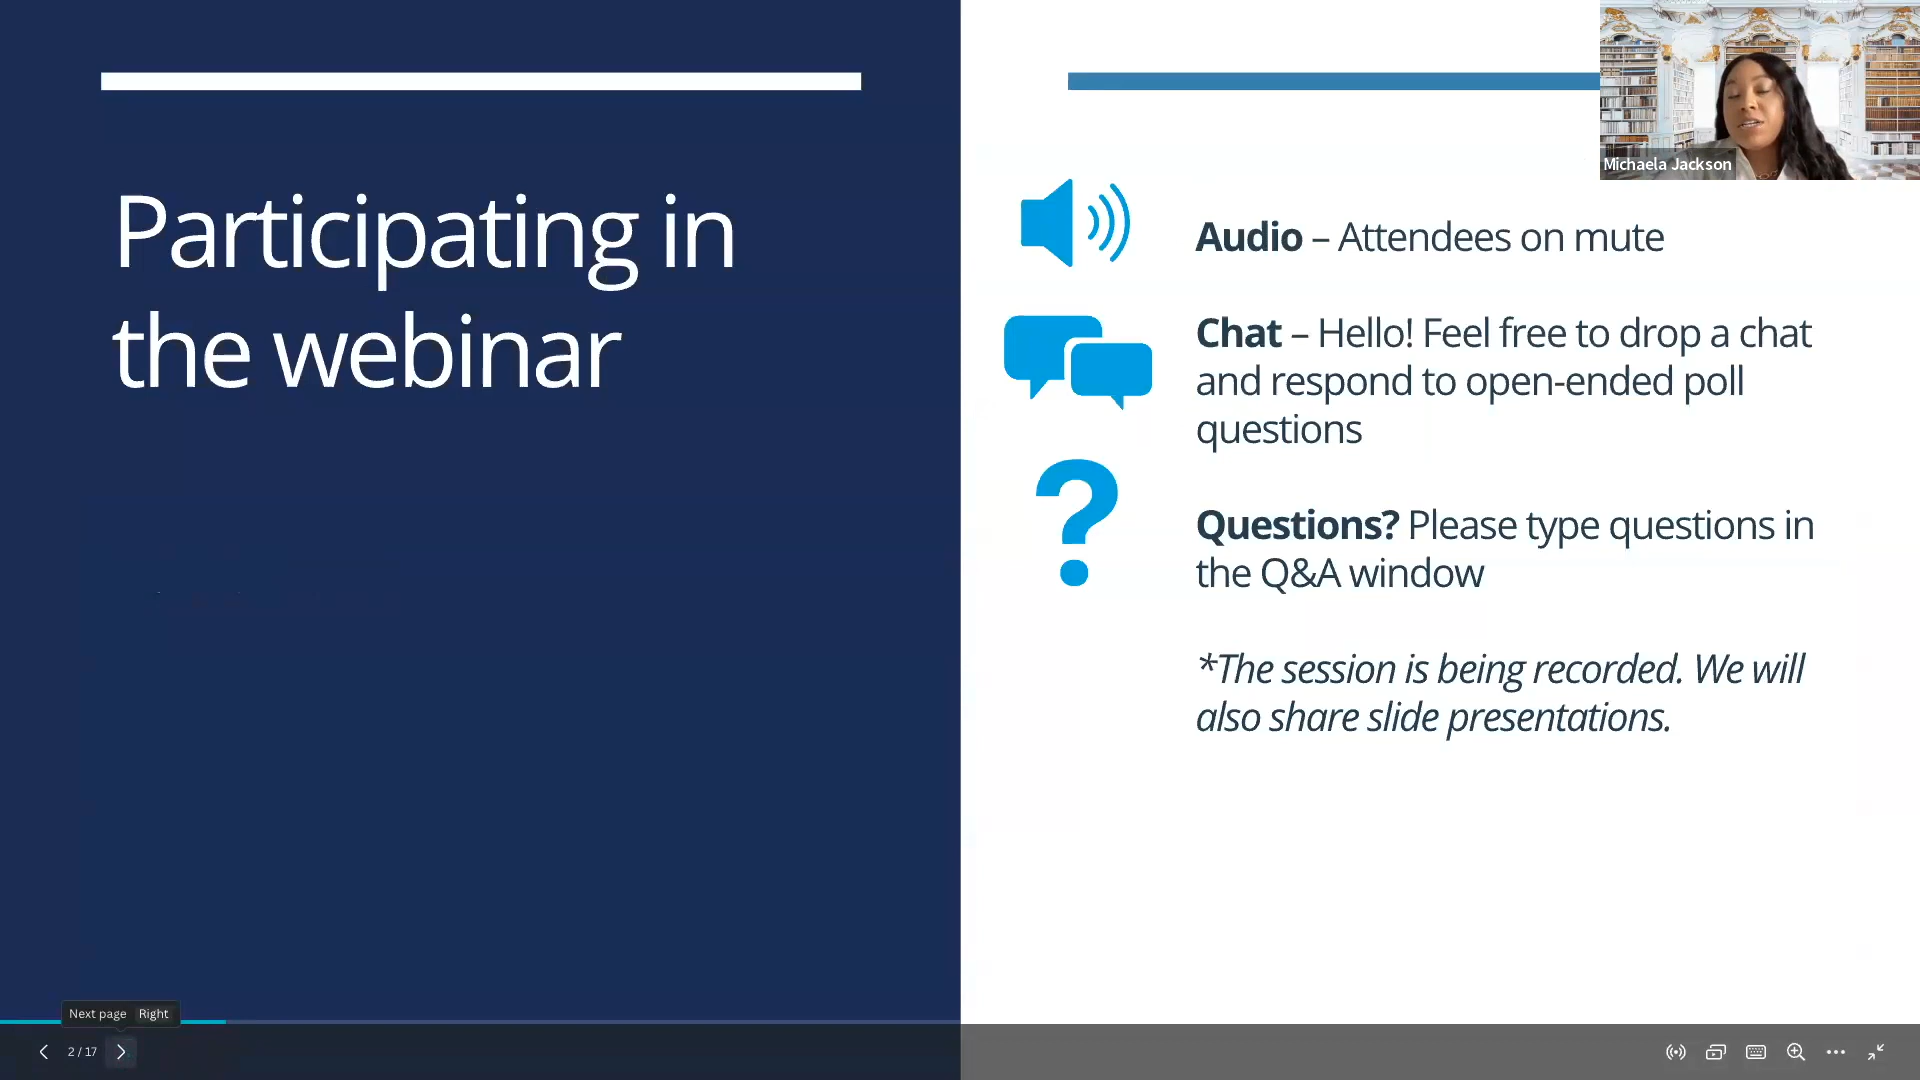 Participating in
the webinar
Michaela Jackson
Audio – Attendees on mute
Chat – Hello! Feel free to drop a chat
and respond to open-ended poll
questions
Questions? Please type questions in
the Q&A window
*The session is being recorded. We will
also share slide presentations.
Next page Right
2 / 17